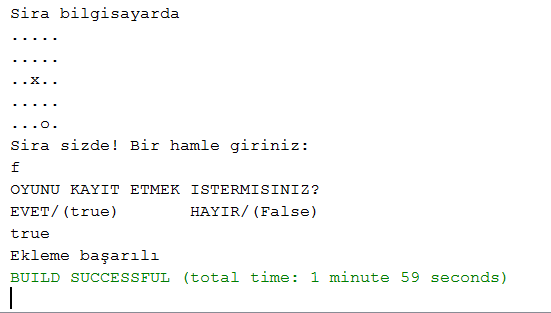 Sira bilgisayarda
.....
.....
..x..
.....
...o.
Sira sizde! Bir hamle giriniz:
f
OYUNU KAYIT ETMEK ISTERMISINIZ?
EVET/(true)       HAYIR/(False)
true
Ekleme başarılı
BUILD SUCCESSFUL (total time: 1 minute 59 seconds)